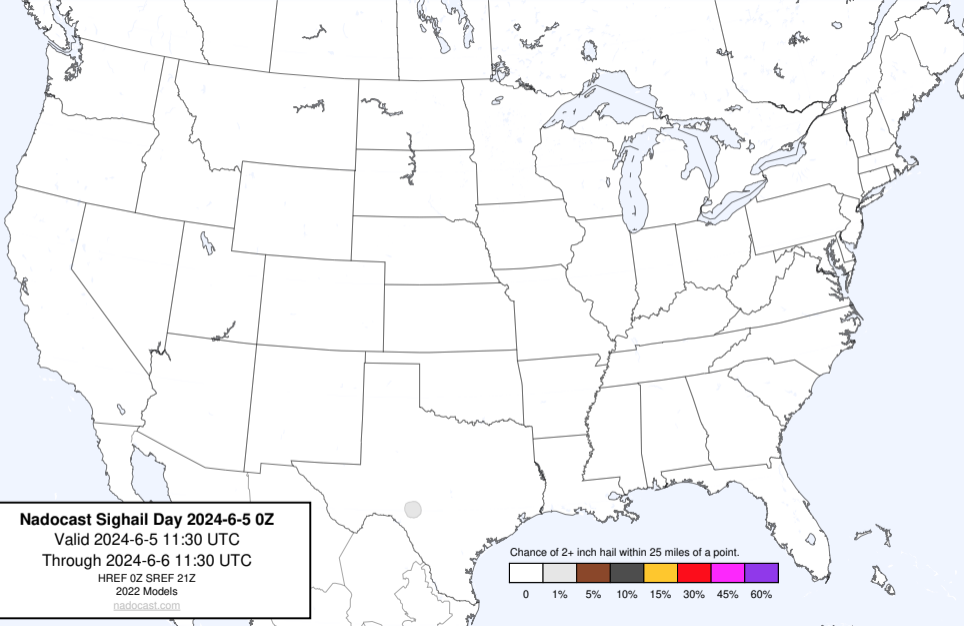 Nadocast Sighail Day 2024-6-5 0Z
Valid 2024-6-5 11:30 UTC
Through 2024-6-6 11:30 UTC
HREF 0Z SREF 21Z
2022 Models
nadocast.com
Chance of 2+ inch hail within 25 miles of a point.
0 1% 5% 10% 15% 30% 45% 60%